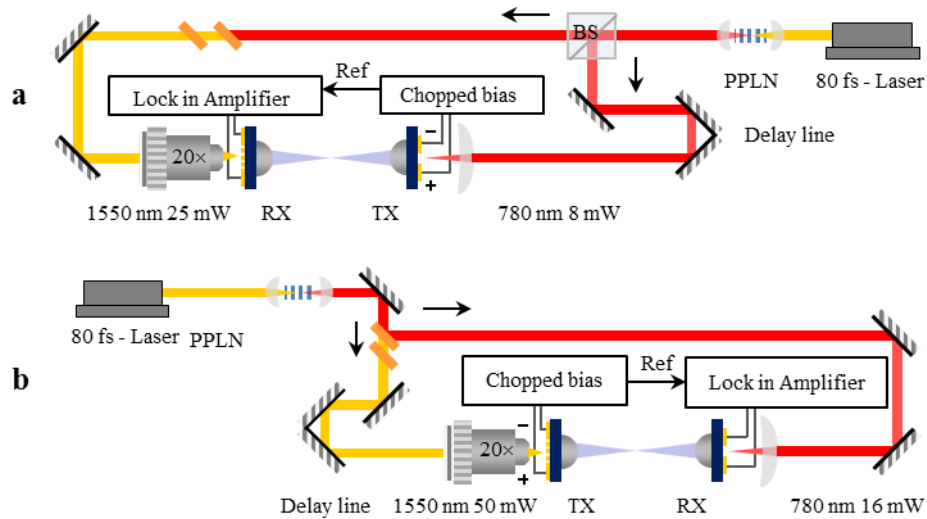 BS
PPLN
80 fs - Laser
a
Lock in Amplifier
Ref
Chopped bias
−
+
20×
Delay line
1550 nm 25 mW
RX
TX
780 nm 8 mW
80 fs - Laser
PPLN
b
Chopped bias
Ref
Lock in Amplifier
−
+
20×
Delay line
1550 nm 50 mW
TX
RX
780 nm 16 mW